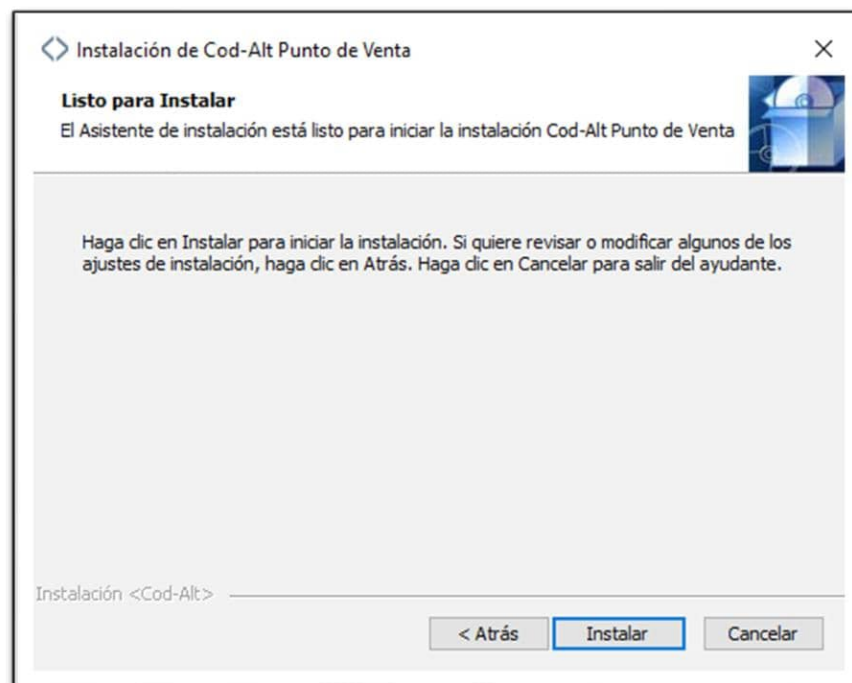 Instalación de Cod-Alt Punto de Venta
Listo para Instalar
El Asistente de instalación está listo para iniciar la instalación Cod-Alt Punto de Venta
Haga clic en Instalar para iniciar la instalación. Si quiere revisar o modificar algunos de los
ajustes de instalación, haga clic en Atrás. Haga clic en Cancelar para salir del ayudante.
Instalación <Cod-Alt>
< Atrás
Instalar
Cancelar